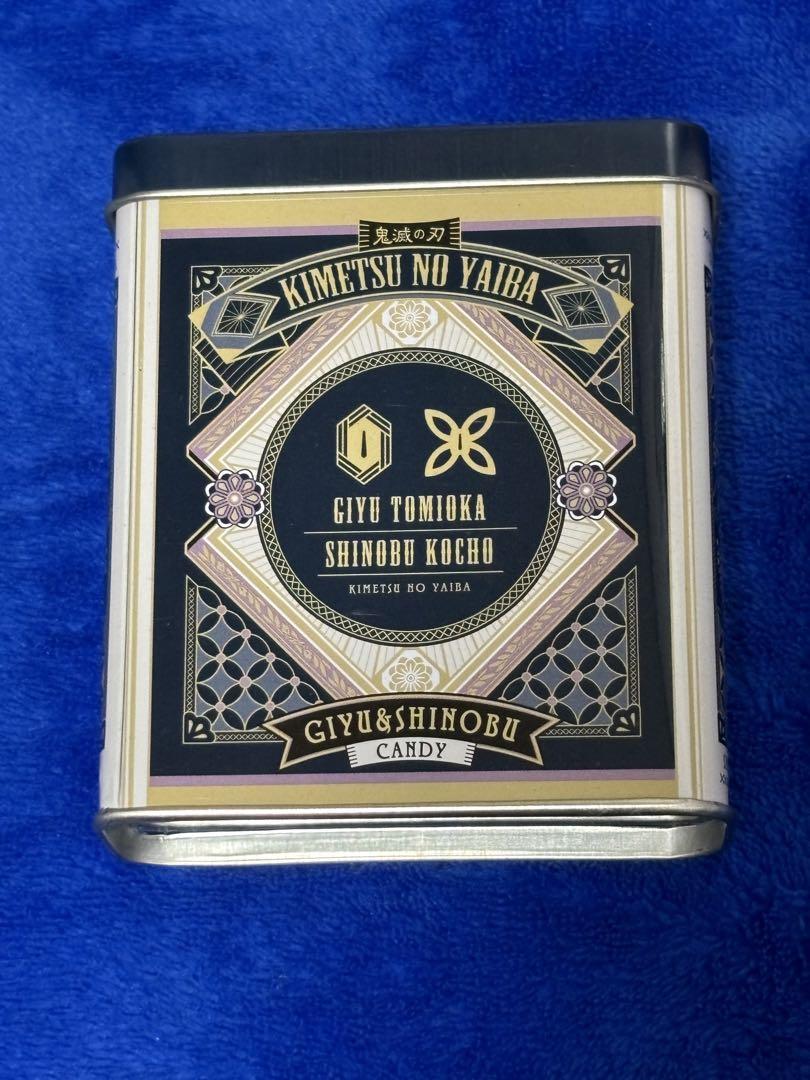 鬼滅の刃
KIMETSU NO YAIBA
GIYU TOMIOKA
SHINOBU KOCHO
KIMETSU NO YAIBA
GIYU&SHINOBU
CANDY